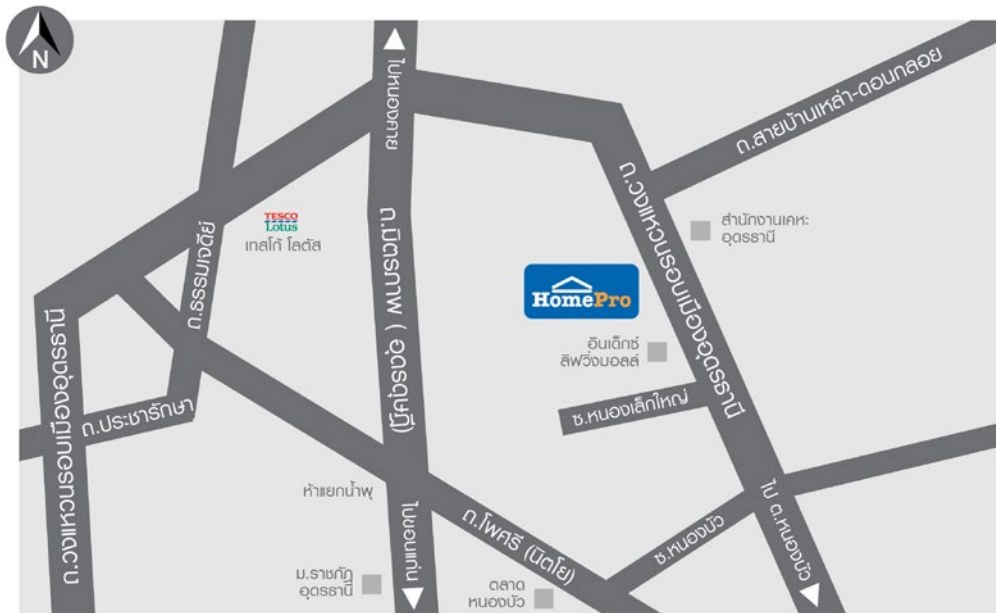 N
ไปหนองคาย
ถ.สายบ้านเหล่า-ดอนกลอย
ถ.วงแหวนรอบเมืองอุดรธานี
สำนักงานเคหะ
อุดรธานี
TESCO
Lotus
เทสโก้ โลตัส
ถ.ธรรมเจดีย์
ถ.มิตรภาพ ( อุดรดุษฎี)
HomePro
อินเด็กซ์
ลิฟวิ่งมอลล์
ถ.วงแหวนรอบเมืองอุดรธานี
ถ.ประชารักษา
ซ.หนองเล็กใหญ่
ห้าแยกน้ำพุ
ไปขอนแก่น
ถ.โพศรี (นิตโย)
ซ.หนองบัว
ไป ต.หนองบัว
ม.ราชภัฏ
อุดรธานี
ตลาด
หนองบัว